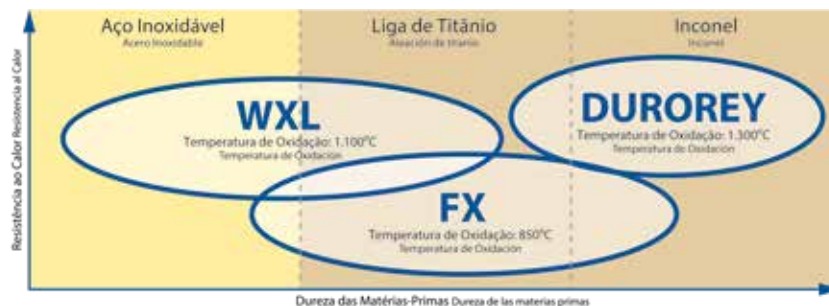 Aço Inoxidável
Acero Inoxidable
Liga de Titânio
Aleación de titanio
Inconel
Inconel
Resistência ao Calor Resistencia al Calor
WXL
Temperatura de Oxidação: 1.100°C
Temperatura de Oxidación
DUROREY
Temperatura de Oxidação: 1.300°C
Temperatura de Oxidación
FX
Temperatura de Oxidação: 850°C
Temperatura de Oxidación
Dureza das Matérias-Primas Dureza de las materias primas